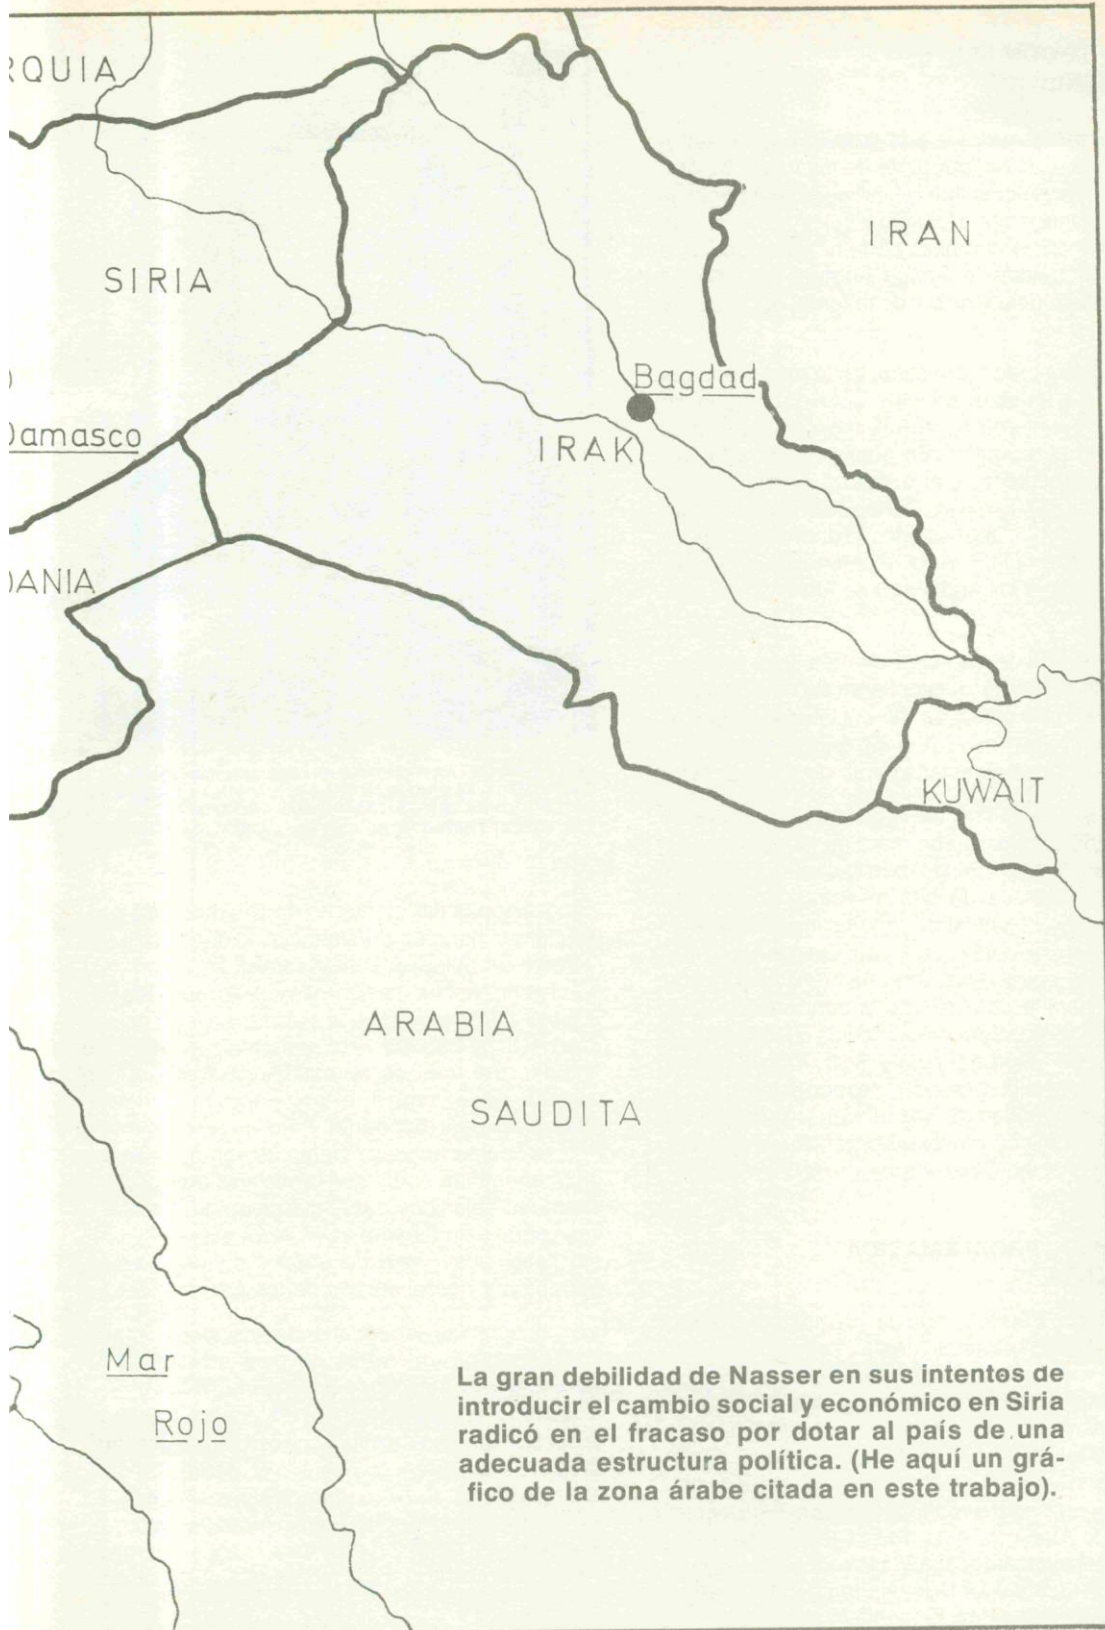 RQUIA
IRAN
SIRIA
Bagdad
Damasco
IRAK
DANIA
KUWAIT
ARABIA
SAUDITA
Mar
Rojo
La gran debilidad de Nasser en sus intentos de
introducir el cambio social y económico en Siria
radicó en el fracaso por dotar al país de una
adecuada estructura política. (He aquí un grá-
fico de la zona árabe citada en este trabajo).